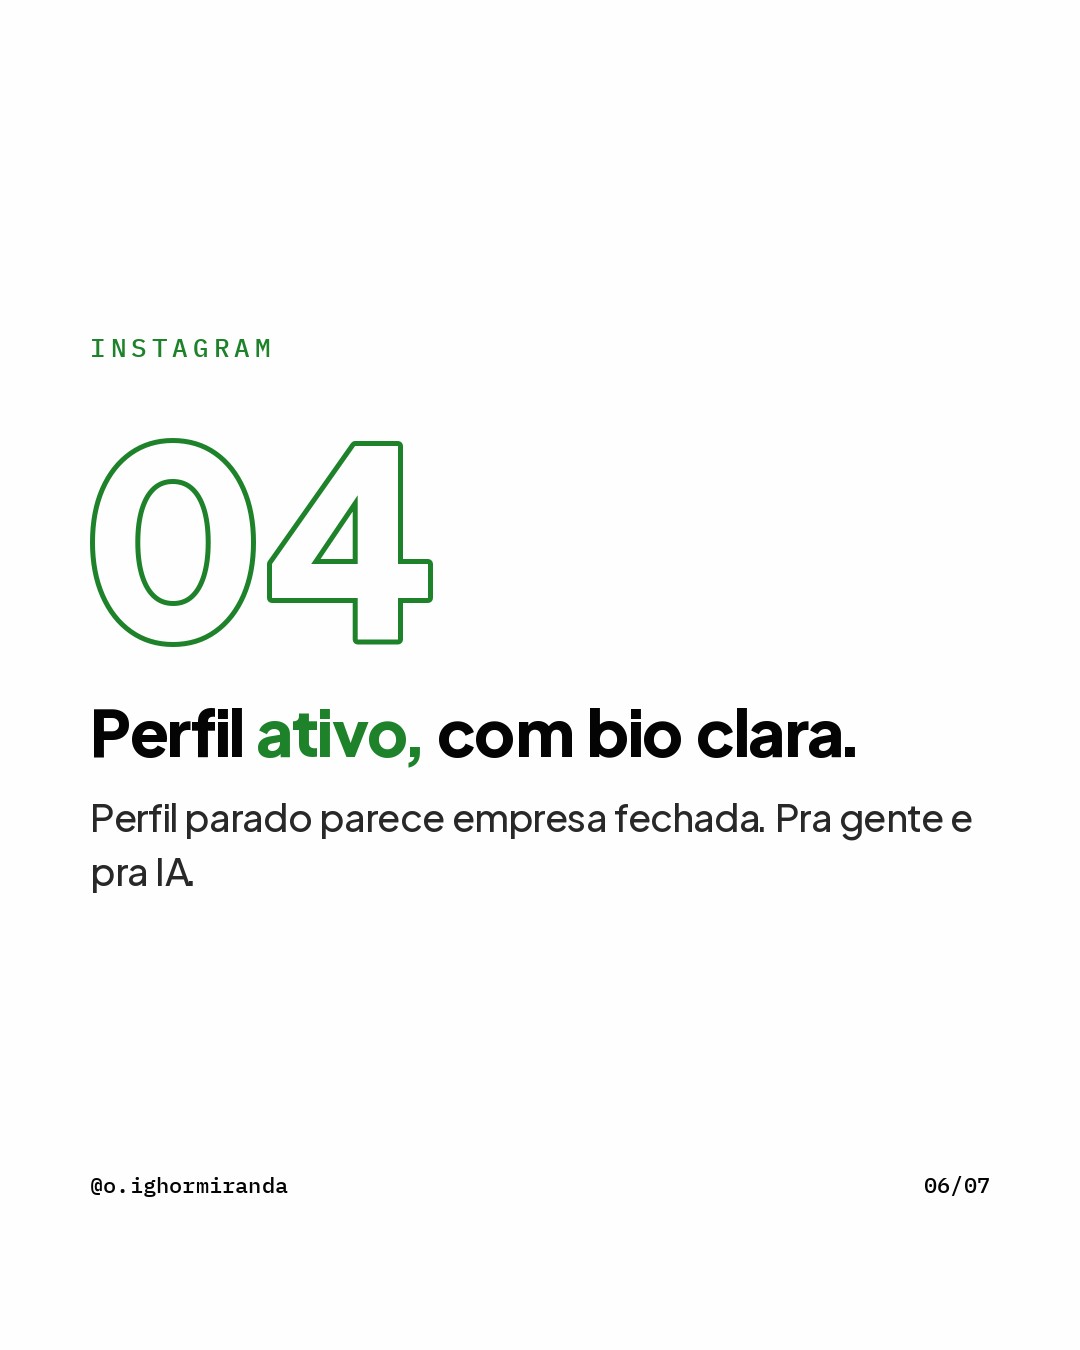 INSTAGRAM
04
Perfil ativo, com bio clara.
Perfil parado parece empresa fechada. Pra gente e
pra IA.
@o.ighormiranda
06/07